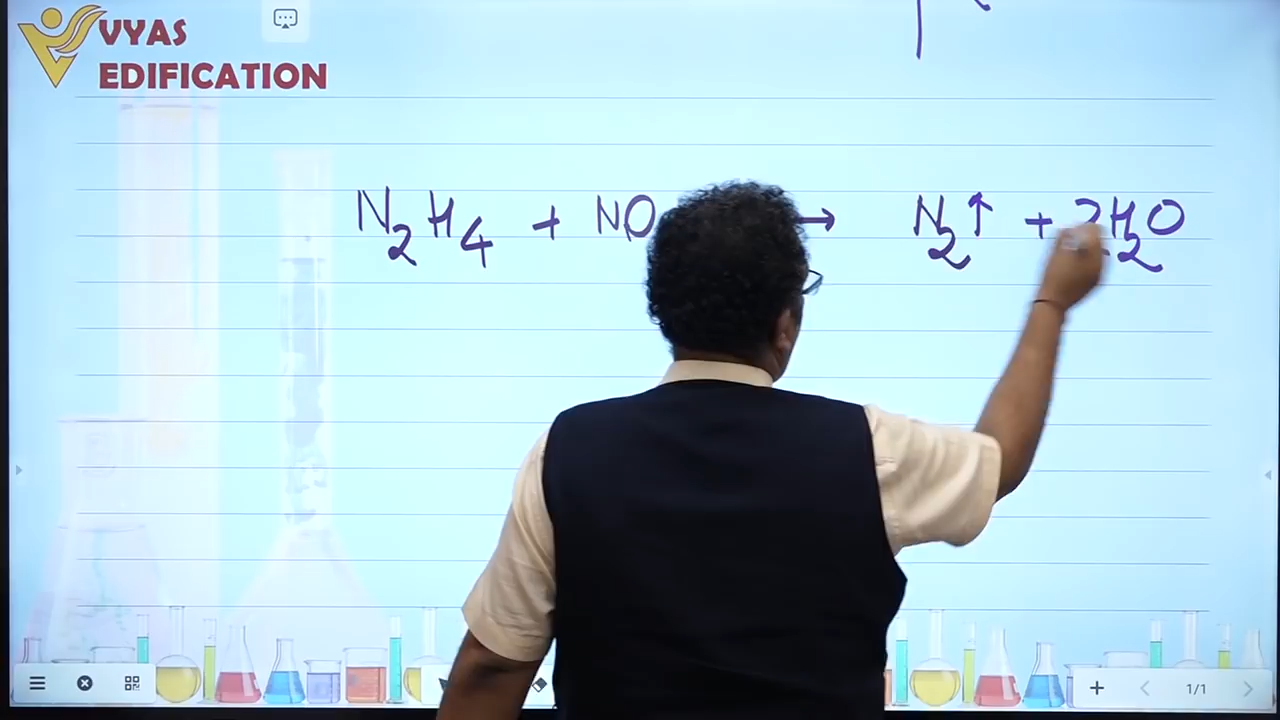 VYAS
EDIFICATION
N₂H₄ + NO → N₂↑ + 2H₂O
1/1